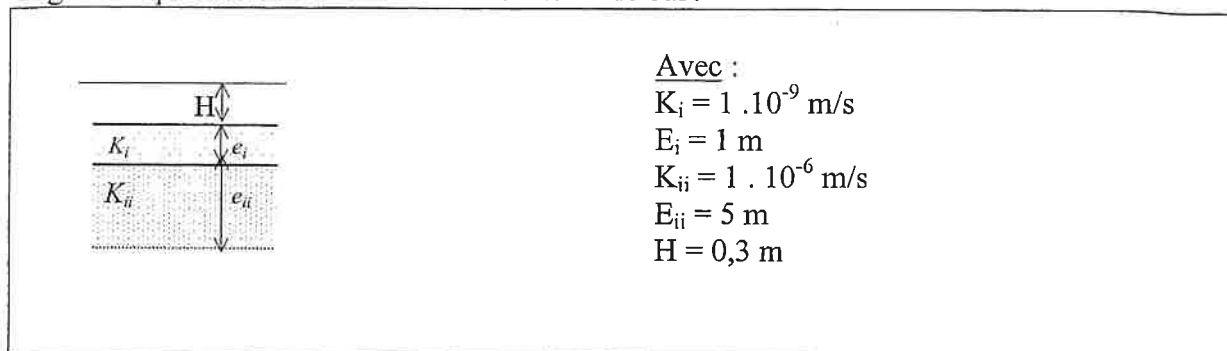 Avec :
H
K_i = 1 .10^-9 m/s
K_i e_i
E_i = 1 m
K_ii = 1 . 10^-6 m/s
K_ii e_ii
E_ii = 5 m
H = 0,3 m